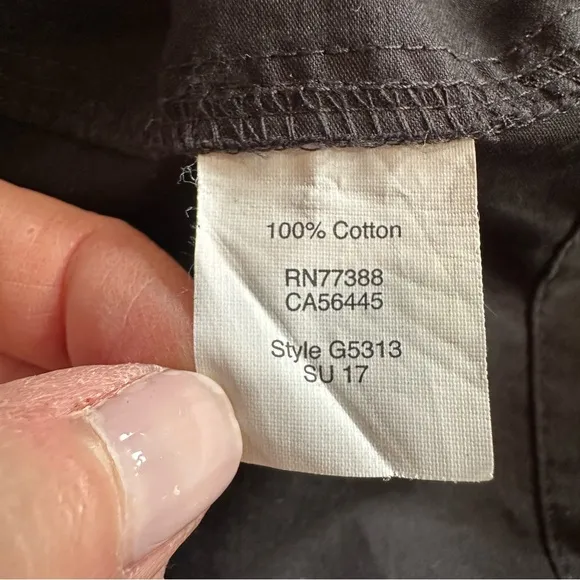 100% Cotton
RN77388
CA56445
Style G5313
SU 17